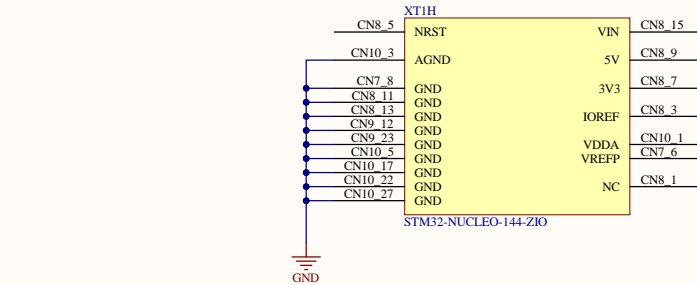 XT1H
CN8_5 NRST VIN CN8_15
CN10_3 AGND 5V CN8_9
CN7_8 GND 3V3 CN8_7
CN8_11 GND
CN8_13 GND IOREF CN8_3
CN9_12 GND
CN9_23 GND VDDA CN10_1
CN10_5 GND VREFP CN7_6
CN10_17 GND
CN10_22 GND NC CN8_1
CN10_27 GND
STM32-NUCLEO-144-ZIO
GND